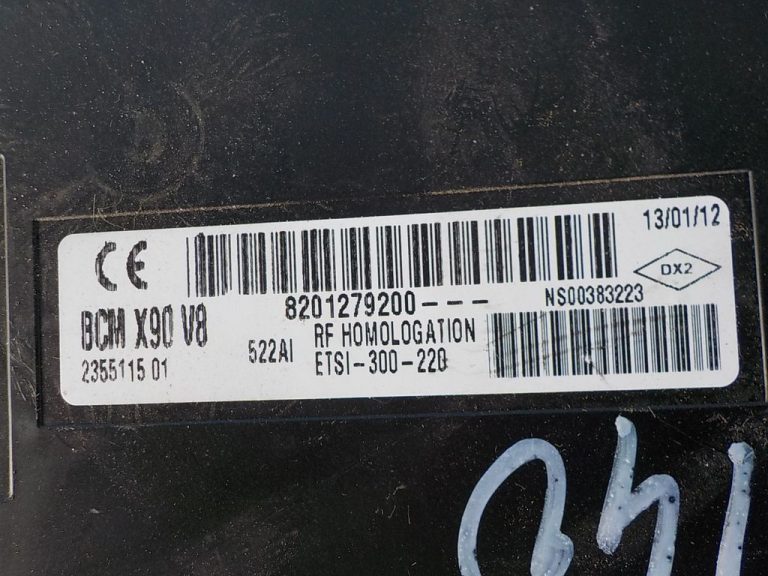 CE
13/01/12
DX2
8201279200---
NS00383223
BCM X90 V8
522AI
RF HOMOLOGATION
ETSI-300-220
2355115 01